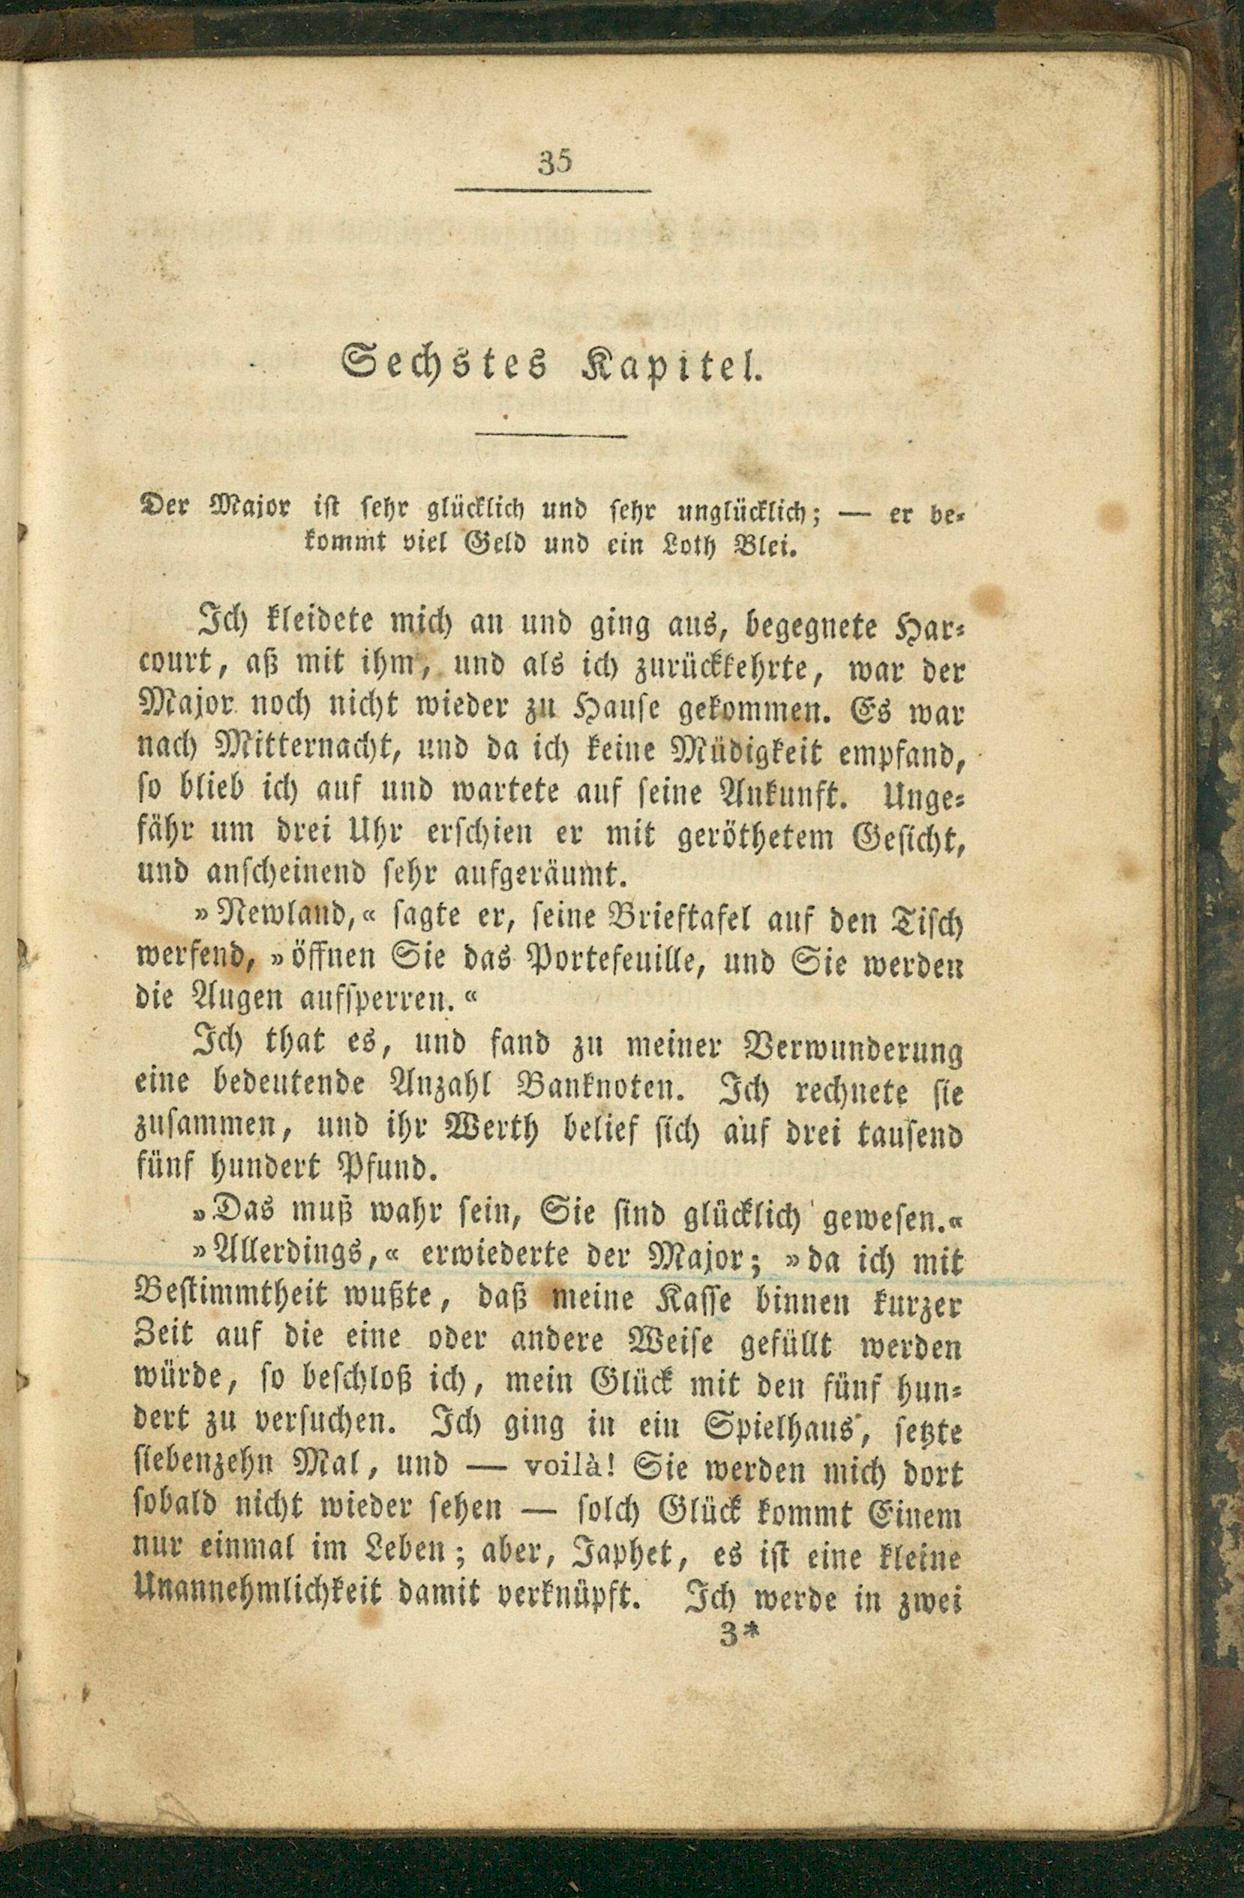 35
Sechstes Kapitel.
Der Major ist sehr glücklich und sehr unglücklich; — er be-
kommt viel Geld und ein Loth Blei.
Ich kleidete mich an und ging aus, begegnete Har-
court, aß mit ihm, und als ich zurückkehrte, war der
Major noch nicht wieder zu Hause gekommen. Es war
nach Mitternacht, und da ich keine Müdigkeit empfand,
so blieb ich auf und wartete auf seine Ankunft. Unge-
fähr um drei Uhr erschien er mit geröthetem Gesicht,
und anscheinend sehr aufgeräumt.
»Newland,« sagte er, seine Brieftafel auf den Tisch
werfend, »öffnen Sie das Portefeuille, und Sie werden
die Augen aufsperren.«
Ich that es, und fand zu meiner Verwunderung
eine bedeutende Anzahl Banknoten. Ich rechnete sie
zusammen, und ihr Werth belief sich auf drei tausend
fünf hundert Pfund.
»Das muß wahr sein, Sie sind glücklich gewesen.«
»Allerdings,« erwiederte der Major; »da ich mit
Bestimmtheit wußte, daß meine Kasse binnen kurzer
Zeit auf die eine oder andere Weise gefüllt werden
würde, so beschloß ich, mein Glück mit den fünf hun-
dert zu versuchen. Ich ging in ein Spielhaus, setzte
siebenzehn Mal, und — voilà! Sie werden mich dort
sobald nicht wieder sehen — solch Glück kommt Einem
nur einmal im Leben; aber, Japhet, es ist eine kleine
Unannehmlichkeit damit verknüpft. Ich werde in zwei
3*